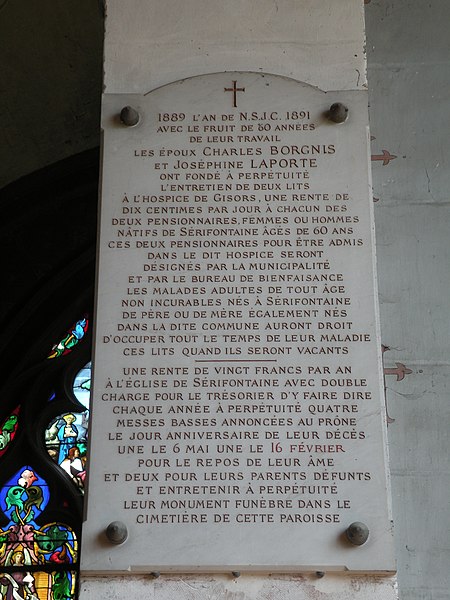 1889 L'AN DE N.S.J.C. 1891
AVEC LE FRUIT DE 60 ANNÉES
DE LEUR TRAVAIL
LES ÉPOUX CHARLES BORGNIS
ET JOSÉPHINE LAPORTE
ONT FONDÉ À PERPÉTUITÉ
L'ENTRETIEN DE DEUX LITS
À L'HOSPICE DE GISORS, UNE RENTE DE
DIX CENTIMES PAR JOUR À CHACUN DES
DEUX PENSIONNAIRES, FEMMES OU HOMMES
NATIFS DE SÉRIFONTAINE ÂGÉS DE 60 ANS
CES DEUX PENSIONNAIRES POUR ÊTRE ADMIS
DANS LE DIT HOSPICE SERONT
DÉSIGNÉS PAR LA MUNICIPALITÉ
ET PAR LE BUREAU DE BIENFAISANCE
LES MALADES ADULTES DE TOUT ÂGE
NON INCURABLES NÉS À SÉRIFONTAINE
DE PÈRE OU DE MÈRE ÉGALEMENT NÉS
DANS LA DITE COMMUNE AURONT DROIT
D'OCCUPER TOUT LE TEMPS DE LEUR MALADIE
CES LITS QUAND ILS SERONT VACANTS
UNE RENTE DE VINGT FRANCS PAR AN
À L'ÉGLISE DE SÉRIFONTAINE AVEC DOUBLE
CHARGE POUR LE TRÉSORIER D'Y FAIRE DIRE
CHAQUE ANNÉE À PERPÉTUITÉ QUATRE
MESSES BASSES ANNONCÉES AU PRÔNE
LE JOUR ANNIVERSAIRE DE LEUR DÉCÈS
UNE LE 6 MAI UNE LE 16 FÉVRIER
POUR LE REPOS DE LEUR ÂME
ET DEUX POUR LEURS PARENTS DÉFUNTS
ET ENTRETENIR À PERPÉTUITÉ
LEUR MONUMENT FUNÈBRE DANS LE
CIMETIÈRE DE CETTE PAROISSE